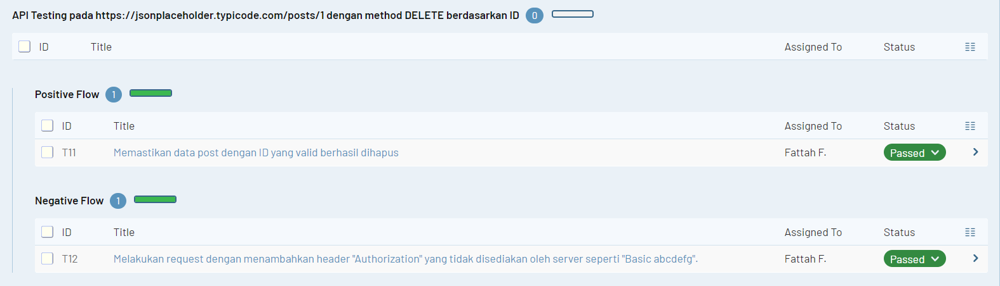 API Testing pada https://jsonplaceholder.typicode.com/posts/1 dengan method DELETE berdasarkan ID 0
ID Title Assigned To Status
Positive Flow 1
ID Title Assigned To Status
T11 Memastikan data post dengan ID yang valid berhasil dihapus Fattah F. Passed
Negative Flow 1
ID Title Assigned To Status
T12 Melakukan request dengan menambahkan header "Authorization" yang tidak disediakan oleh server seperti "Basic abcdefg". Fattah F. Passed